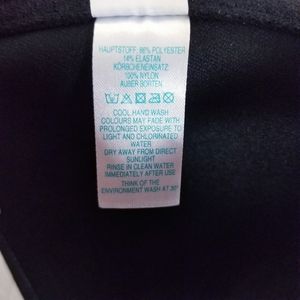 HAUPTSTOFF: 86% POLYESTER
14% ELASTAN
KÖRBCHENEINSATZ:
100% NYLON
AUßER BORTEN
COOL HAND WASH
COLOURS MAY FADE WITH
PROLONGED EXPOSURE TO
LIGHT AND CHLORINATED
WATER
DRY AWAY FROM DIRECT
SUNLIGHT
RINSE IN CLEAN WATER
IMMEDIATELY AFTER USE
THINK OF THE
ENVIRONMENT WASH AT 30°